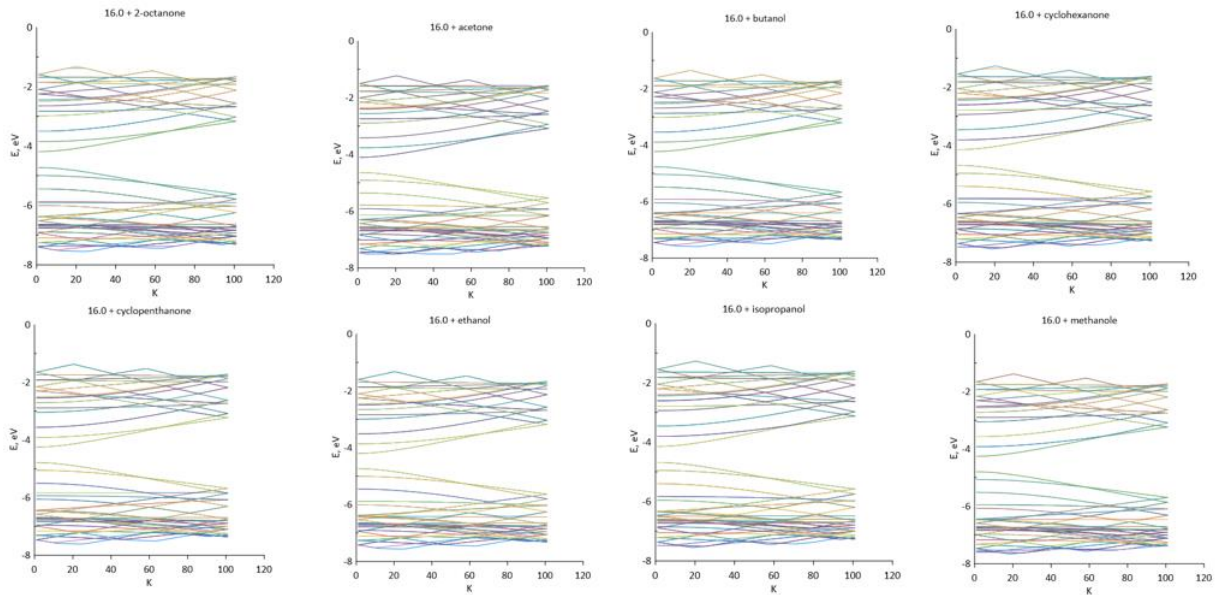 16.0 + 2-octanone
0
-2
-4
-6
-8
E, eV
0 20 40 60 80 100 120
K
16.0 + acetone
0
-2
-4
-6
-8
E, eV
0 20 40 60 80 100 120
K
16.0 + butanol
0
-2
-4
-6
-8
E, eV
0 20 40 60 80 100 120
K
16.0 + cyclohexanone
0
-2
-4
-6
-8
E, eV
0 20 40 60 80 100 120
K
16.0 + cyclopenthanone
0
-2
-4
-6
-8
E, eV
0 20 40 60 80 100 120
K
16.0 + ethanol
0
-2
-4
-6
-8
E, eV
0 20 40 60 80 100 120
K
16.0 + isopropanol
0
-2
-4
-6
-8
E, eV
0 20 40 60 80 100 120
K
16.0 + methanole
0
-2
-4
-6
-8
E, eV
0 20 40 60 80 100 120
K